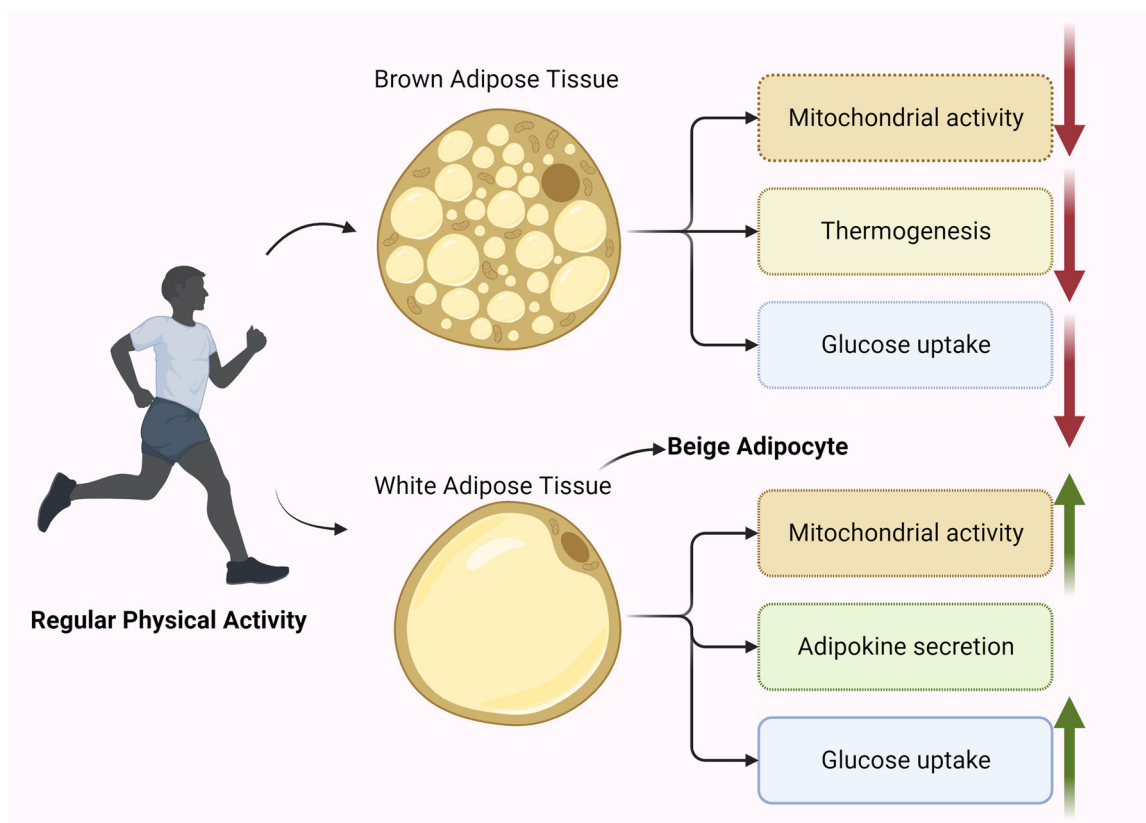 Brown Adipose Tissue
Mitochondrial activity
Thermogenesis
Glucose uptake
Regular Physical Activity
Beige Adipocyte
White Adipose Tissue
Mitochondrial activity
Adipokine secretion
Glucose uptake